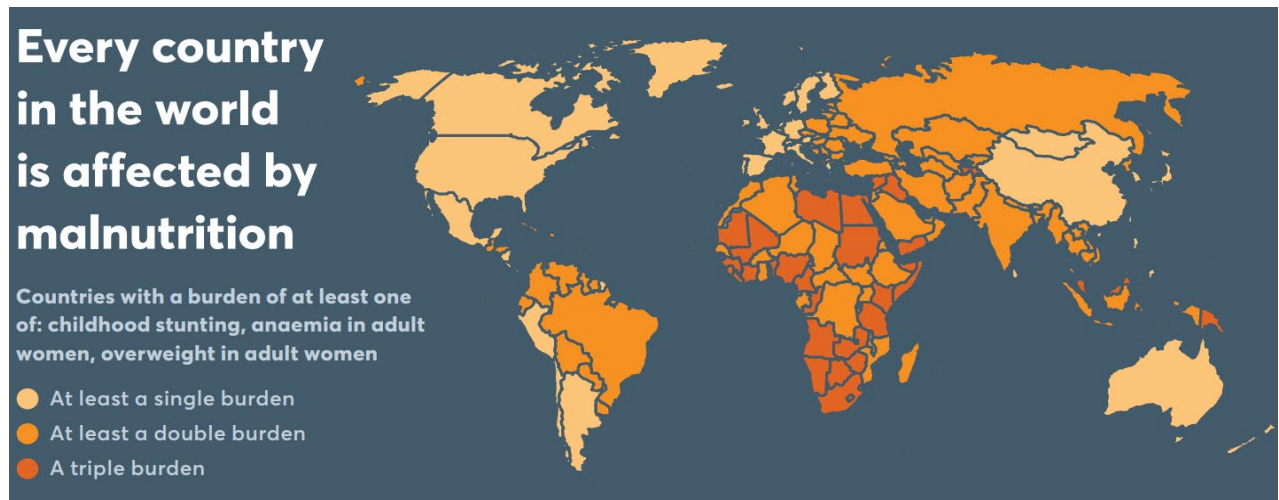 Every country
in the world
is affected by
malnutrition
Countries with a burden of at least one
of: childhood stunting, anaemia in adult
women, overweight in adult women
At least a single burden
At least a double burden
A triple burden